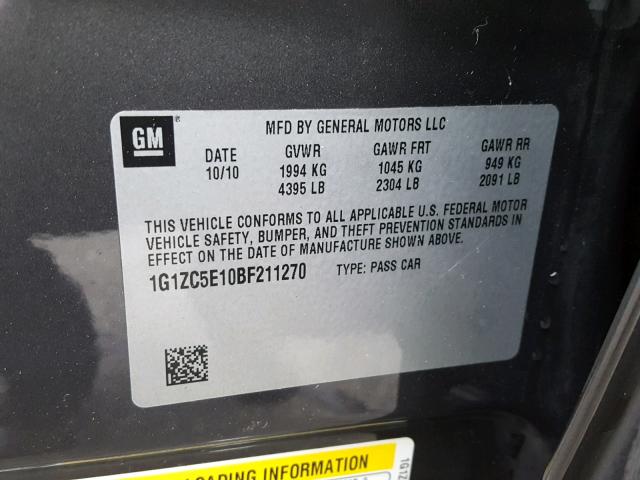 GM
MFD BY GENERAL MOTORS LLC
DATE GVWR GAWR FRT GAWR RR
10/10 1994 KG 1045 KG 949 KG
4395 LB 2304 LB 2091 LB
THIS VEHICLE CONFORMS TO ALL APPLICABLE U.S. FEDERAL MOTOR
VEHICLE SAFETY, BUMPER, AND THEFT PREVENTION STANDARDS IN
EFFECT ON THE DATE OF MANUFACTURE SHOWN ABOVE.
1G1ZC5E10BF211270 TYPE: PASS CAR
LOADING INFORMATION
1G1Z